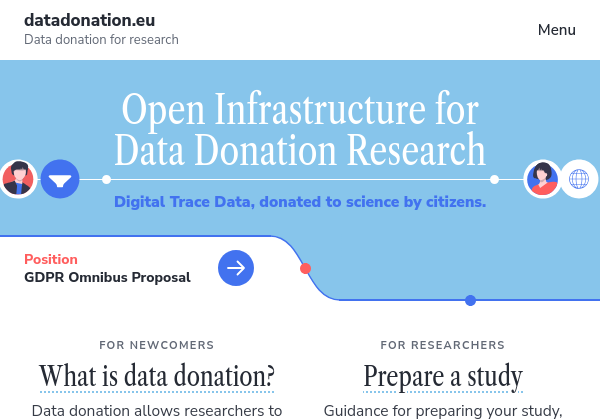 datadonation.eu
Data donation for research
Menu
Open Infrastructure for
Data Donation Research
Digital Trace Data, donated to science by citizens.
Position
GDPR Omnibus Proposal
FOR NEWCOMERS
What is data donation?
Data donation allows researchers to
FOR RESEARCHERS
Prepare a study
Guidance for preparing your study,